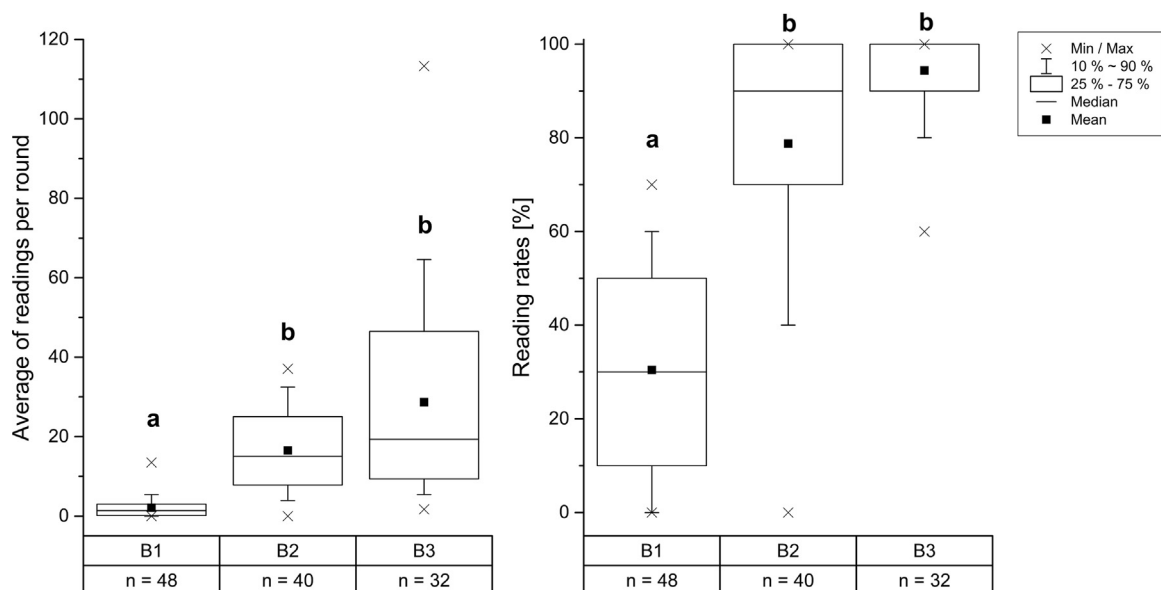 Average of readings per round
120
100
80
60
40
20
0
a
b
b
B1 B2 B3
n = 48 n = 40 n = 32
Reading rates [%]
100
80
60
40
20
0
a
b
b
B1 B2 B3
n = 48 n = 40 n = 32
Min / Max
10 % ~ 90 %
25 % - 75 %
Median
Mean